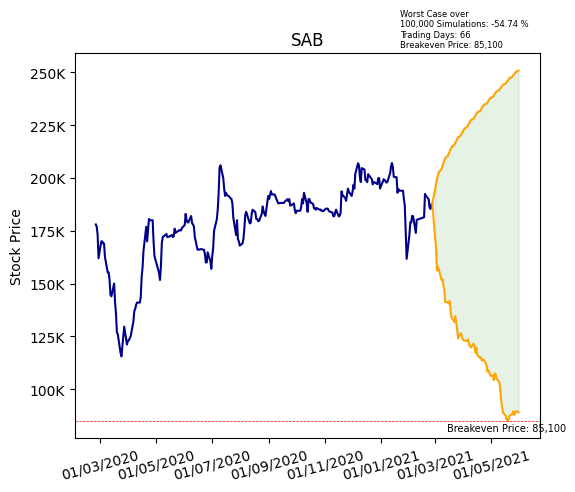 Worst Case over
100,000 Simulations: -54.74 %
Trading Days: 66
Breakeven Price: 85,100
SAB
Stock Price
250K
225K
200K
175K
150K
125K
100K
Breakeven Price: 85,100
01/03/2020
01/05/2020
01/07/2020
01/09/2020
01/11/2020
01/01/2021
01/03/2021
01/05/2021